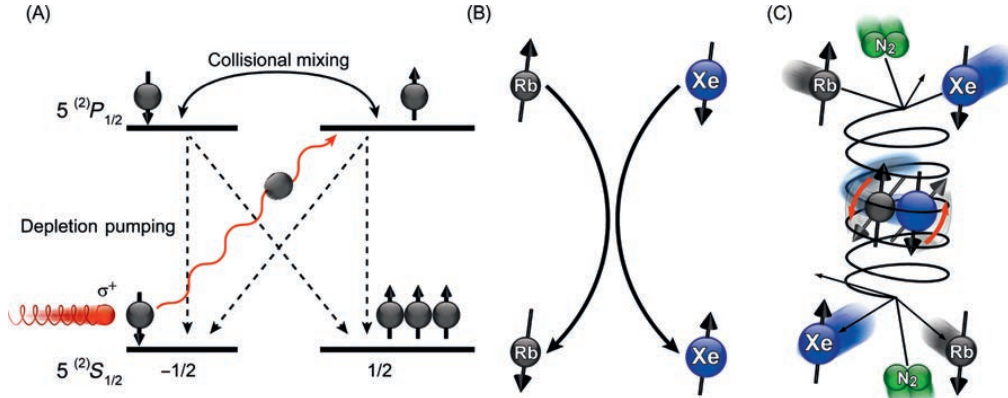 (A)
Collisional mixing
5 ⁽²⁾P₁/₂
Depletion pumping
σ⁺
5 ⁽²⁾S₁/₂
−1/2
1/2
(B)
Rb
Xe
Rb
Xe
(C)
N₂
Rb
Xe
Xe
Rb
N₂